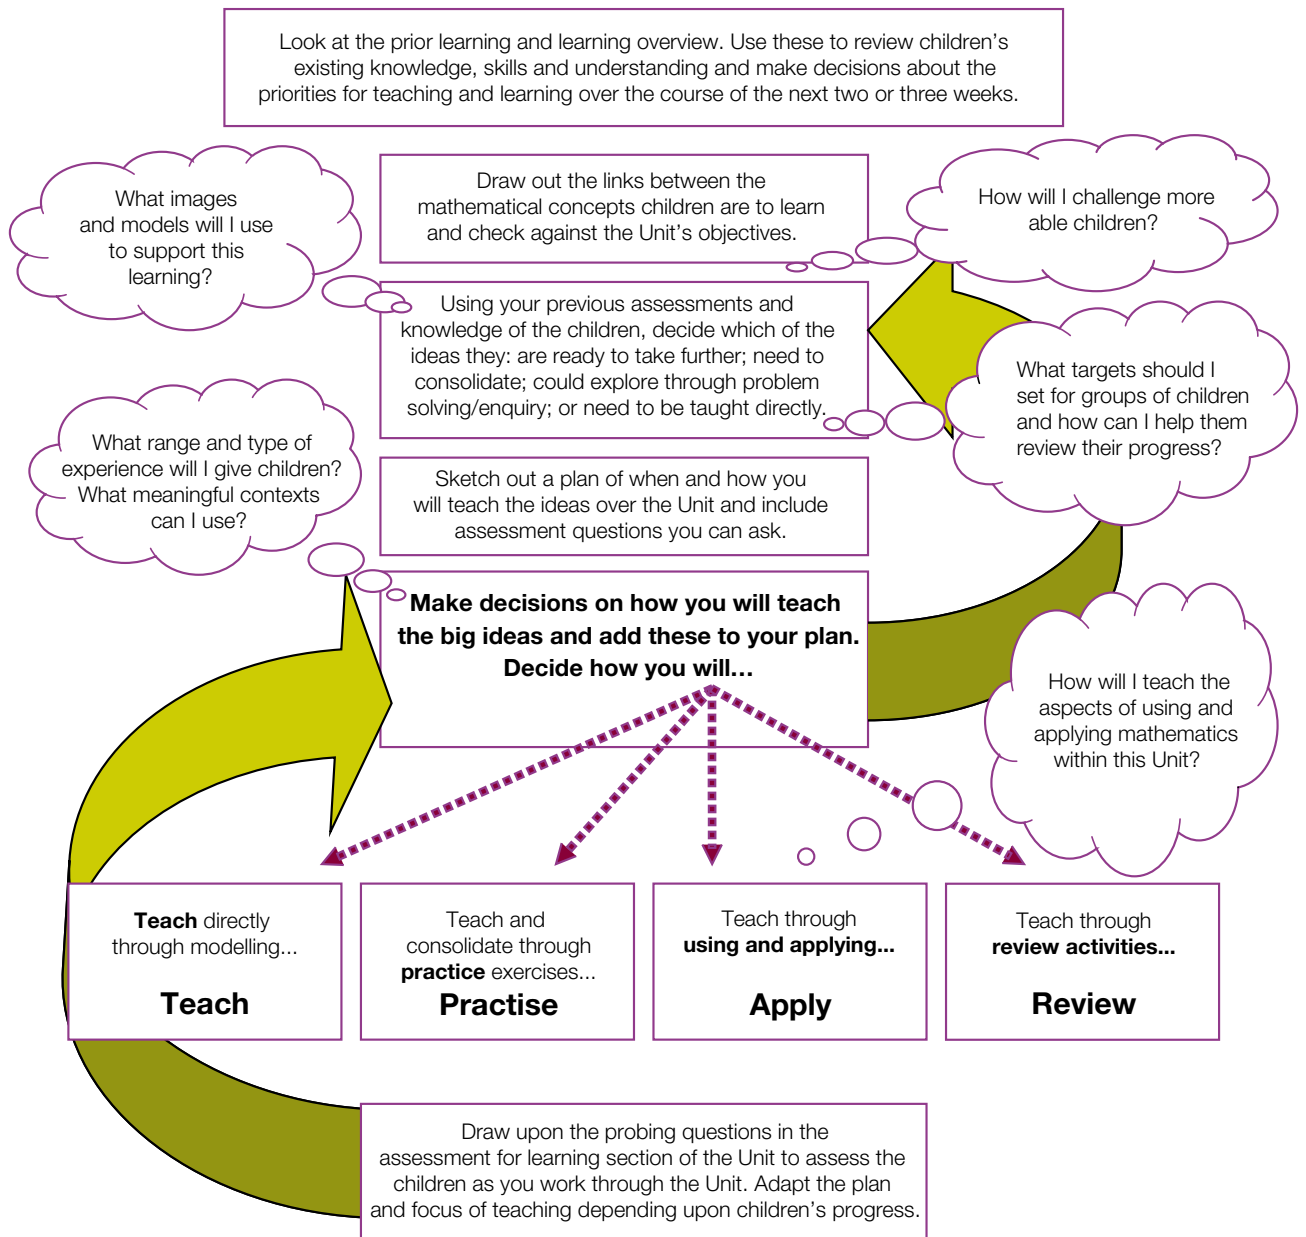 Look at the prior learning and learning overview. Use these to review children’s
existing knowledge, skills and understanding and make decisions about the
priorities for teaching and learning over the course of the next two or three weeks.
What images
and models will I use
to support this
learning?
Draw out the links between the
mathematical concepts children are to learn
and check against the Unit’s objectives.
How will I challenge more
able children?
Using your previous assessments and
knowledge of the children, decide which of the
ideas they: are ready to take further; need to
consolidate; could explore through problem
solving/enquiry; or need to be taught directly.
What targets should I
set for groups of children
and how can I help them
review their progress?
What range and type of
experience will I give children?
What meaningful contexts
can I use?
Sketch out a plan of when and how you
will teach the ideas over the Unit and include
assessment questions you can ask.
Make decisions on how you will teach
the big ideas and add these to your plan.
Decide how you will…
How will I teach the
aspects of using and
applying mathematics
within this Unit?
Teach directly
through modelling...
Teach
Teach and
consolidate through
practice exercises...
Practise
Teach through
using and applying...
Apply
Teach through
review activities...
Review
Draw upon the probing questions in the
assessment for learning section of the Unit to assess the
children as you work through the Unit. Adapt the plan
and focus of teaching depending upon children’s progress.